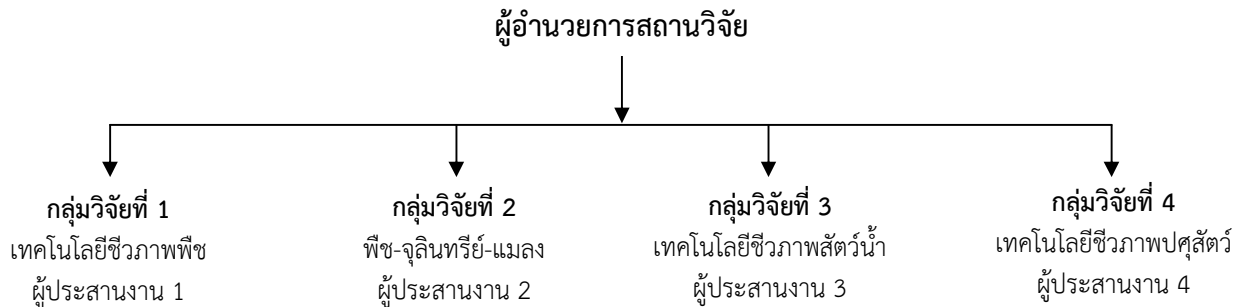 ผู้อำนวยการสถานวิจัย
กลุ่มวิจัยที่ 1
เทคโนโลยีชีวภาพพืช
ผู้ประสานงาน 1
กลุ่มวิจัยที่ 2
พืช-จุลินทรีย์-แมลง
ผู้ประสานงาน 2
กลุ่มวิจัยที่ 3
เทคโนโลยีชีวภาพสัตว์น้ำ
ผู้ประสานงาน 3
กลุ่มวิจัยที่ 4
เทคโนโลยีชีวภาพปศุสัตว์
ผู้ประสานงาน 4